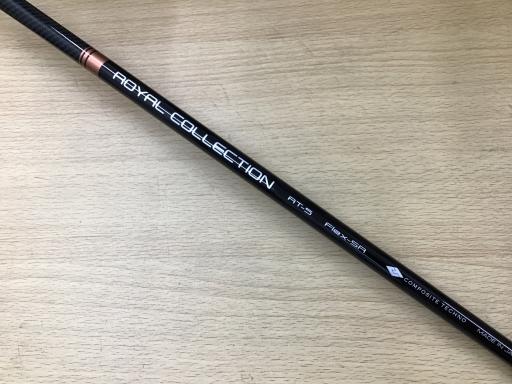 ROYAL COLLECTION RT-5 Flex-SR COMPOSITE TECHNO MADE IN